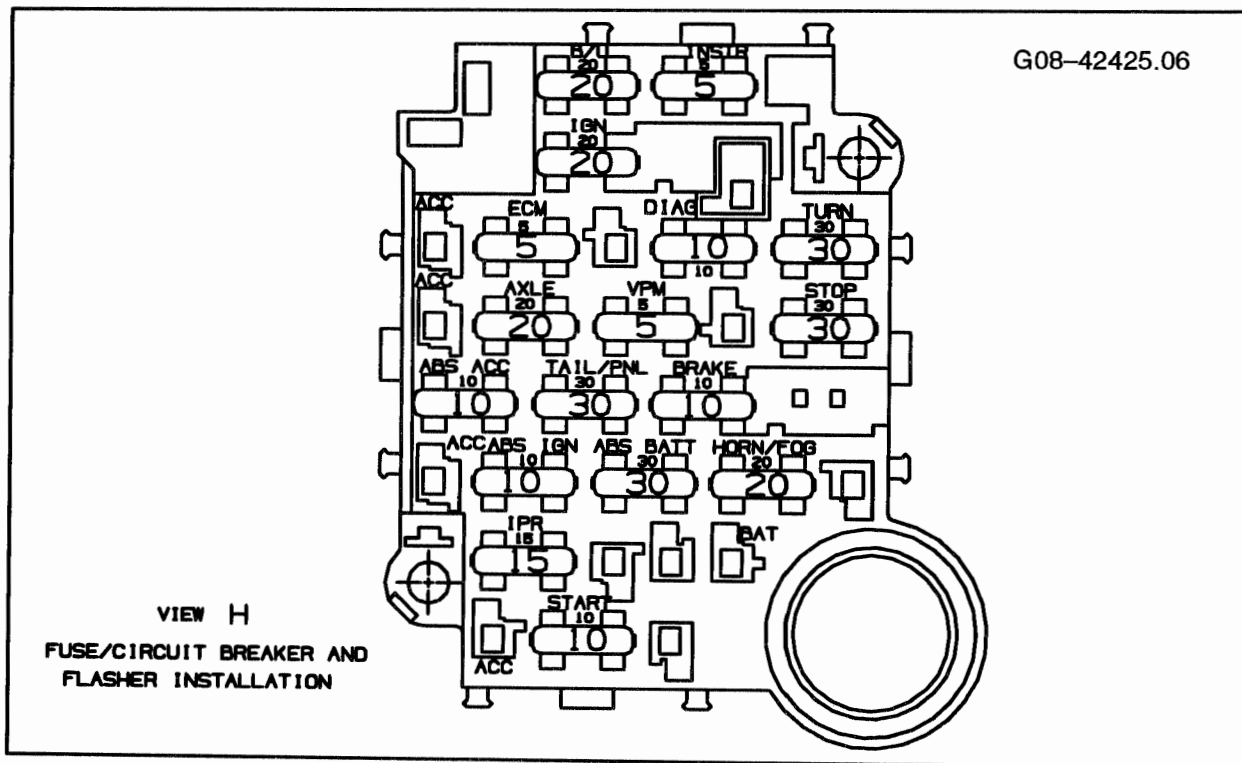 G08–42425.06
B/U INSTR
20 5
20 5
IGN
20
20
ACC ECM DIAG TURN
5 30
5 10 30
10
ACC AXLE VPM STOP
20 5 30
20 5 30
ABS ACC TAIL/PNL BRAKE
10 30 10
10 30 10
ACC ABS IGN ABS BATT HORN/FOG
10 30 20
10 30 20
IPR BAT
15
15
START
10
10
ACC
VIEW H
FUSE/CIRCUIT BREAKER AND
FLASHER INSTALLATION